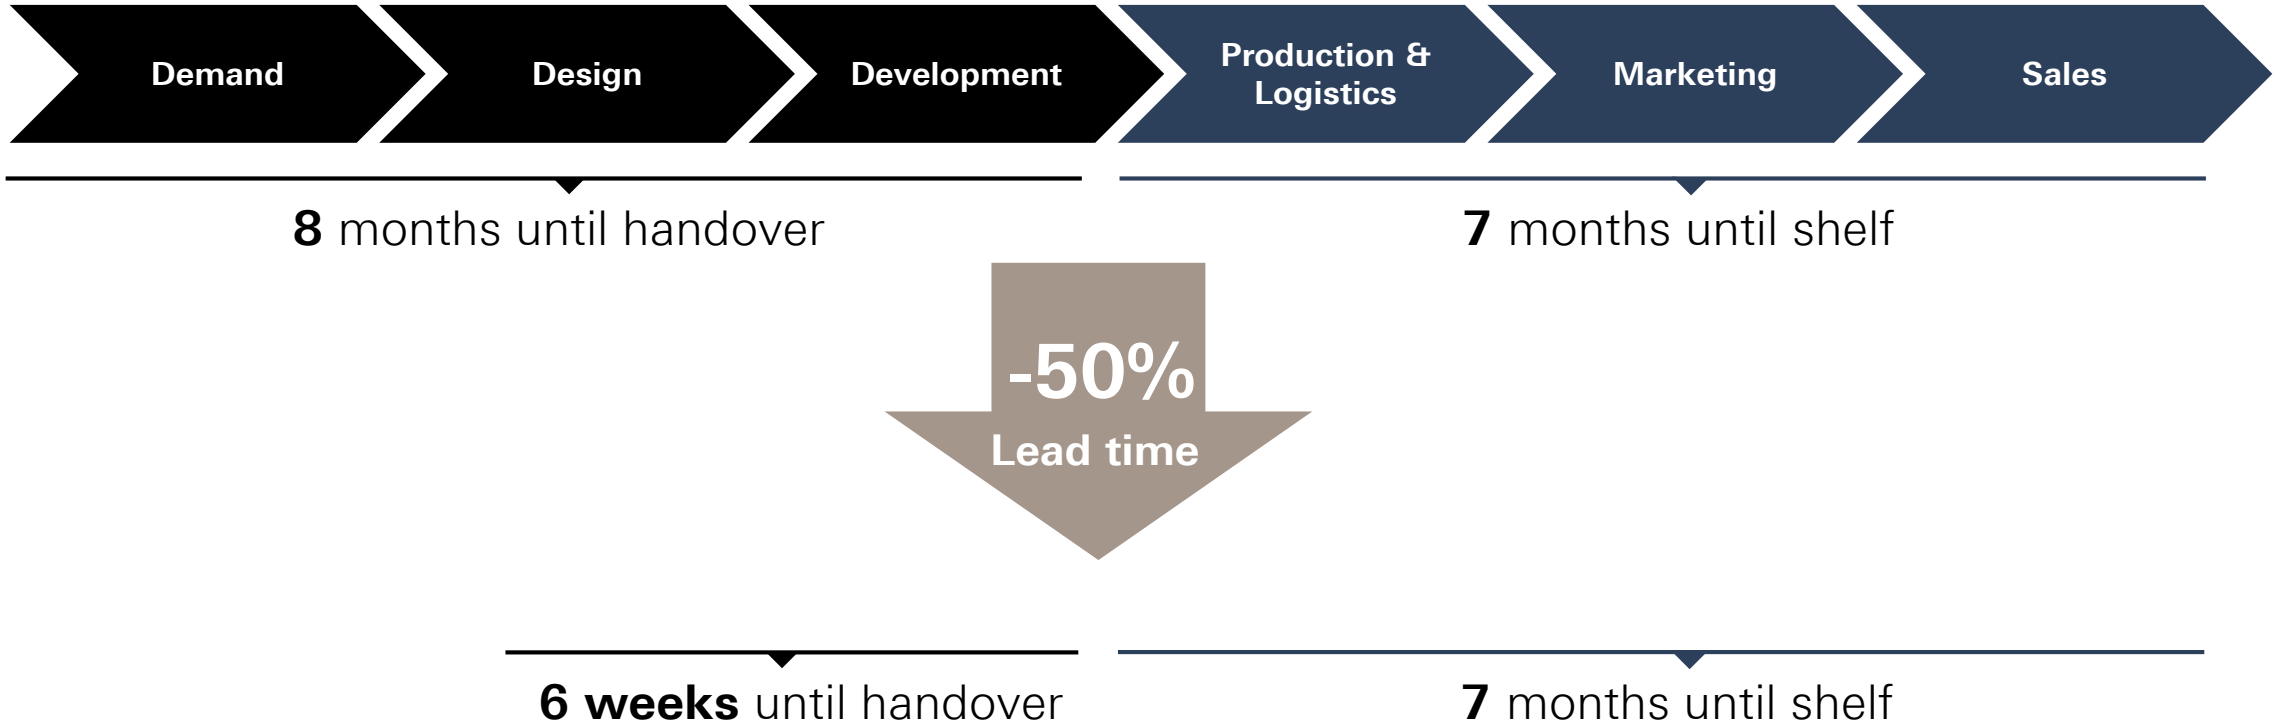 Demand
Design
Development
Production &
Logistics
Marketing
Sales
8 months until handover
7 months until shelf
-50%
Lead time
6 weeks until handover
7 months until shelf